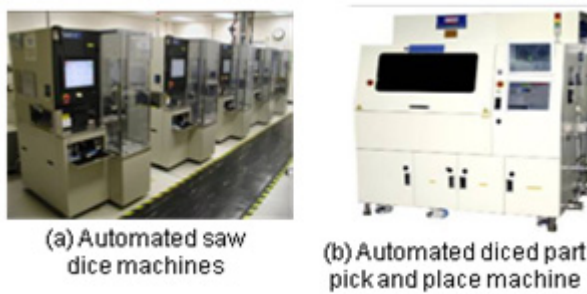 (a) Automated saw
dice machines
(b) Automated diced part
pick and place machine